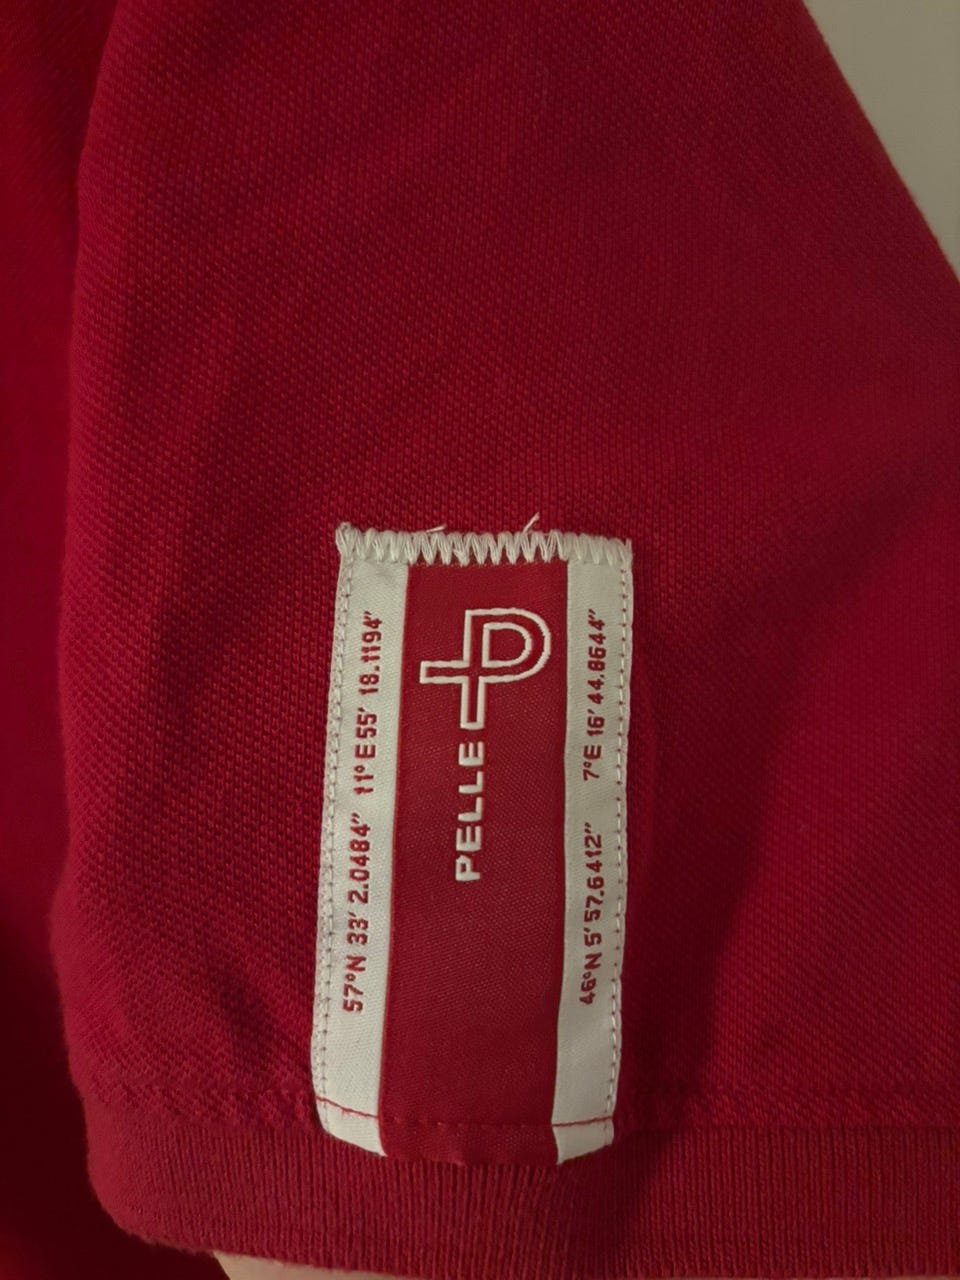 57°N 33' 2.0484" 11°E 55' 18.1194"
PELLE P
46°N 5' 57.6412" 7°E 16' 44.8644"